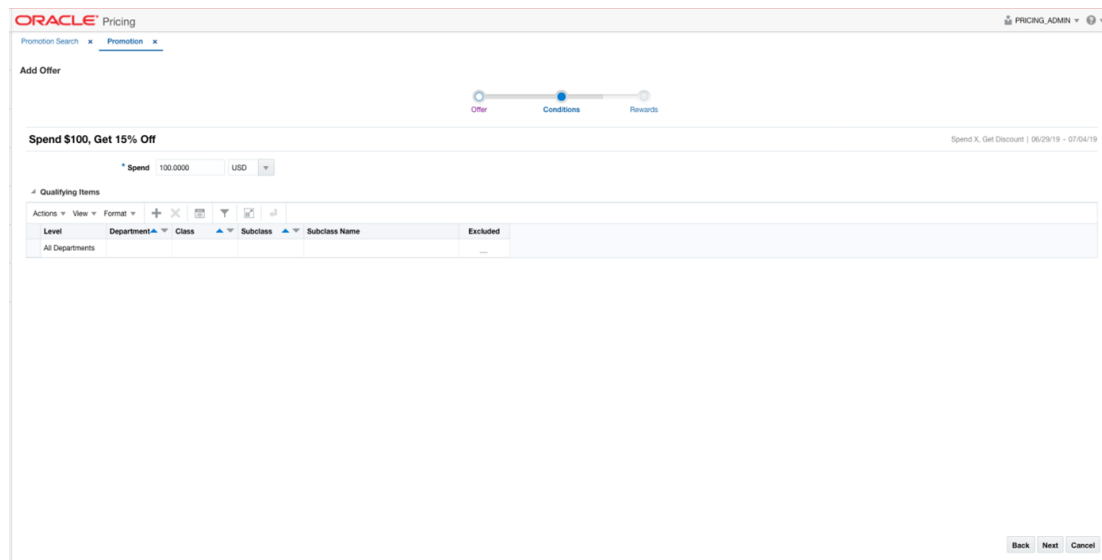 ORACLE® Pricing
PRICING_ADMIN
Promotion Search x Promotion x
Add Offer
Offer Conditions Rewards
Spend $100, Get 15% Off
Spend X, Get Discount | 06/29/19 - 07/04/19
* Spend 100.0000 USD
Qualifying Items
Actions View Format
Level Department Class Subclass Subclass Name Excluded
All Departments
Back Next Cancel